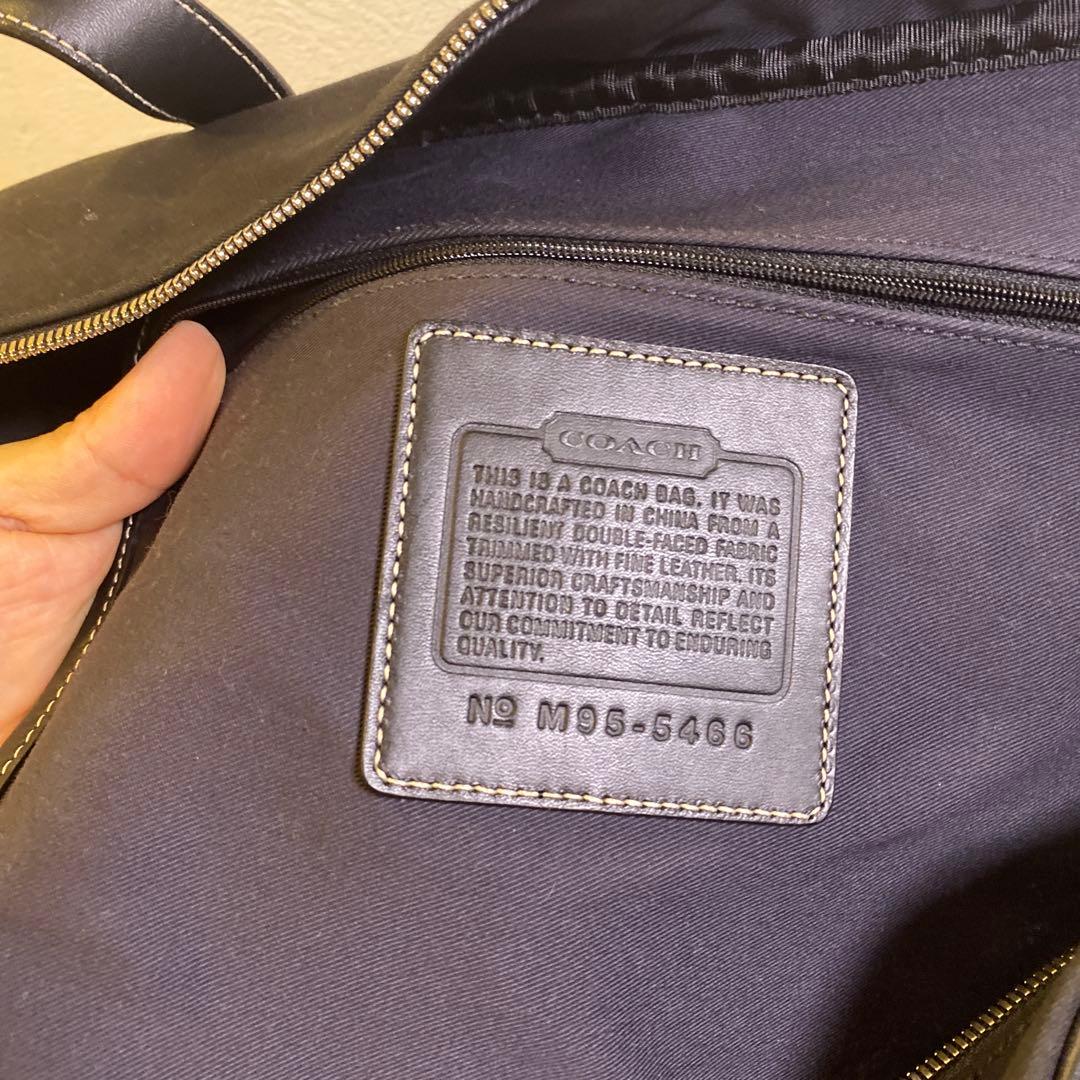 COACH
THIS IS A COACH BAG. IT WAS
HANDCRAFTED IN CHINA FROM A
RESILIENT DOUBLE-FACED FABRIC
TRIMMED WITH FINE LEATHER. ITS
SUPERIOR CRAFTSMANSHIP AND
ATTENTION TO DETAIL REFLECT
OUR COMMITMENT TO ENDURING
QUALITY.
Nº M95-5466